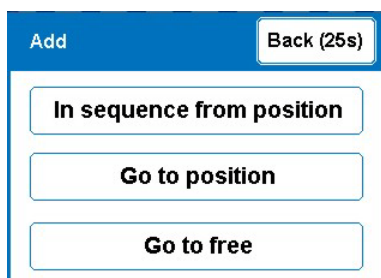 Add
Back (25s)
In sequence from position
Go to position
Go to free